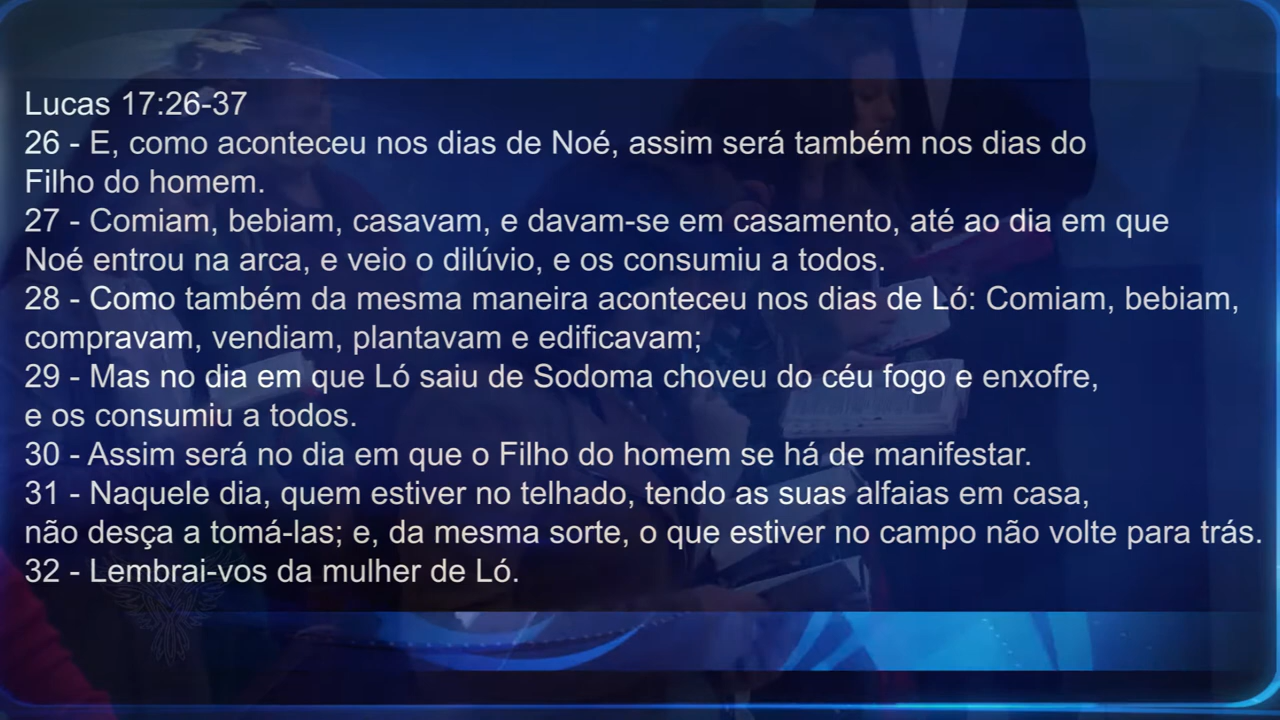 Lucas 17:26-37
26 - E, como aconteceu nos dias de Noé, assim será também nos dias do
Filho do homem.
27 - Comiam, bebiam, casavam, e davam-se em casamento, até ao dia em que
Noé entrou na arca, e veio o dilúvio, e os consumiu a todos.
28 - Como também da mesma maneira aconteceu nos dias de Ló: Comiam, bebiam,
compravam, vendiam, plantavam e edificavam;
29 - Mas no dia em que Ló saiu de Sodoma choveu do céu fogo e enxofre,
e os consumiu a todos.
30 - Assim será no dia em que o Filho do homem se há de manifestar.
31 - Naquele dia, quem estiver no telhado, tendo as suas alfaias em casa,
não desça a tomá-las; e, da mesma sorte, o que estiver no campo não volte para trás.
32 - Lembrai-vos da mulher de Ló.